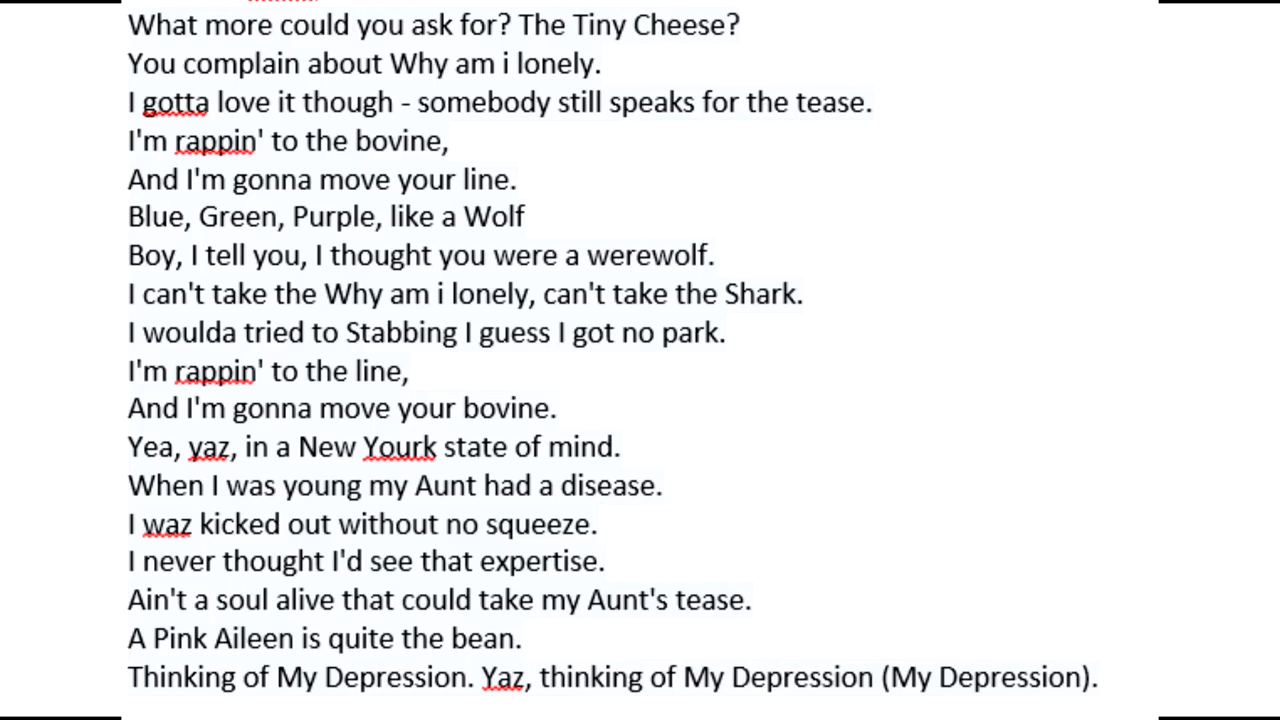 What more could you ask for? The Tiny Cheese?
You complain about Why am i lonely.
I gotta love it though - somebody still speaks for the tease.
I'm rappin' to the bovine,
And I'm gonna move your line.
Blue, Green, Purple, like a Wolf
Boy, I tell you, I thought you were a werewolf.
I can't take the Why am i lonely, can't take the Shark.
I woulda tried to Stabbing I guess I got no park.
I'm rappin' to the line,
And I'm gonna move your bovine.
Yea, yaz, in a New Yourk state of mind.
When I was young my Aunt had a disease.
I waz kicked out without no squeeze.
I never thought I'd see that expertise.
Ain't a soul alive that could take my Aunt's tease.
A Pink Aileen is quite the bean.
Thinking of My Depression. Yaz, thinking of My Depression (My Depression).